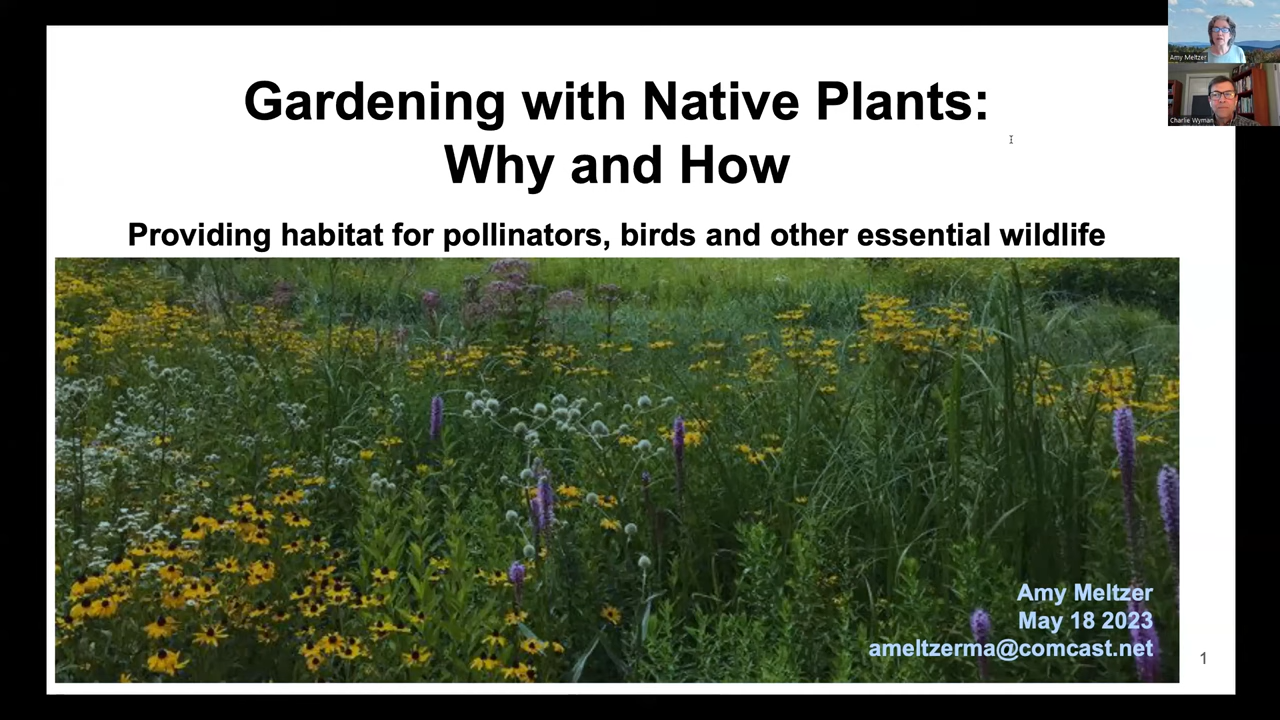 Gardening with Native Plants:
Why and How
Providing habitat for pollinators, birds and other essential wildlife
Amy Meltzer
May 18 2023
ameltzerma@comcast.net
1
Amy Meltzer
Charlie Wyman